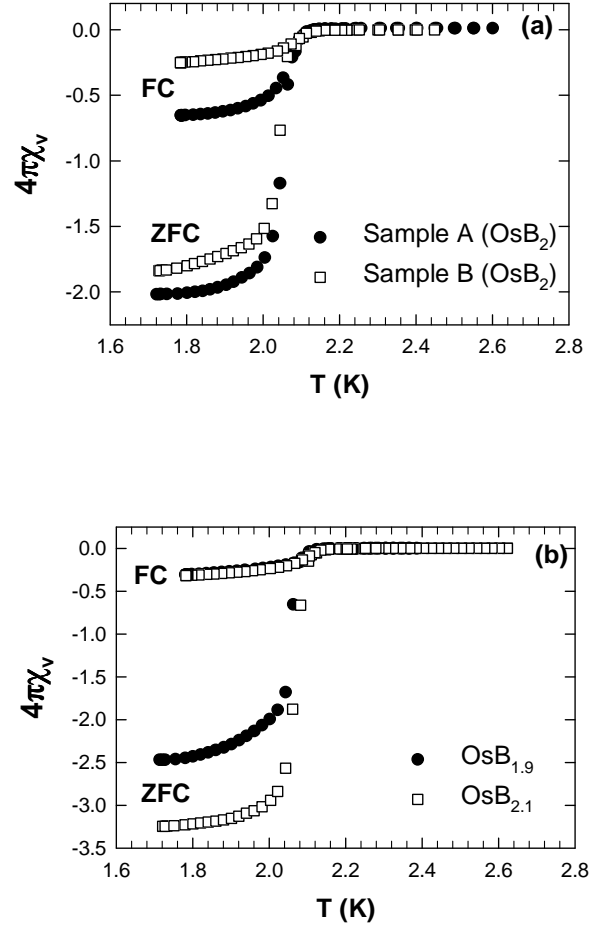 (a)
0.0
FC
-0.5
-1.0
4πχv
ZFC
-1.5
Sample A (OsB2)
Sample B (OsB2)
-2.0
1.6 1.8 2.0 2.2 2.4 2.6 2.8
T (K)
(b)
0.0
FC
-0.5
-1.0
-1.5
4πχv
-2.0
-2.5
OsB1.9
ZFC
OsB2.1
-3.0
-3.5
1.6 1.8 2.0 2.2 2.4 2.6 2.8
T (K)